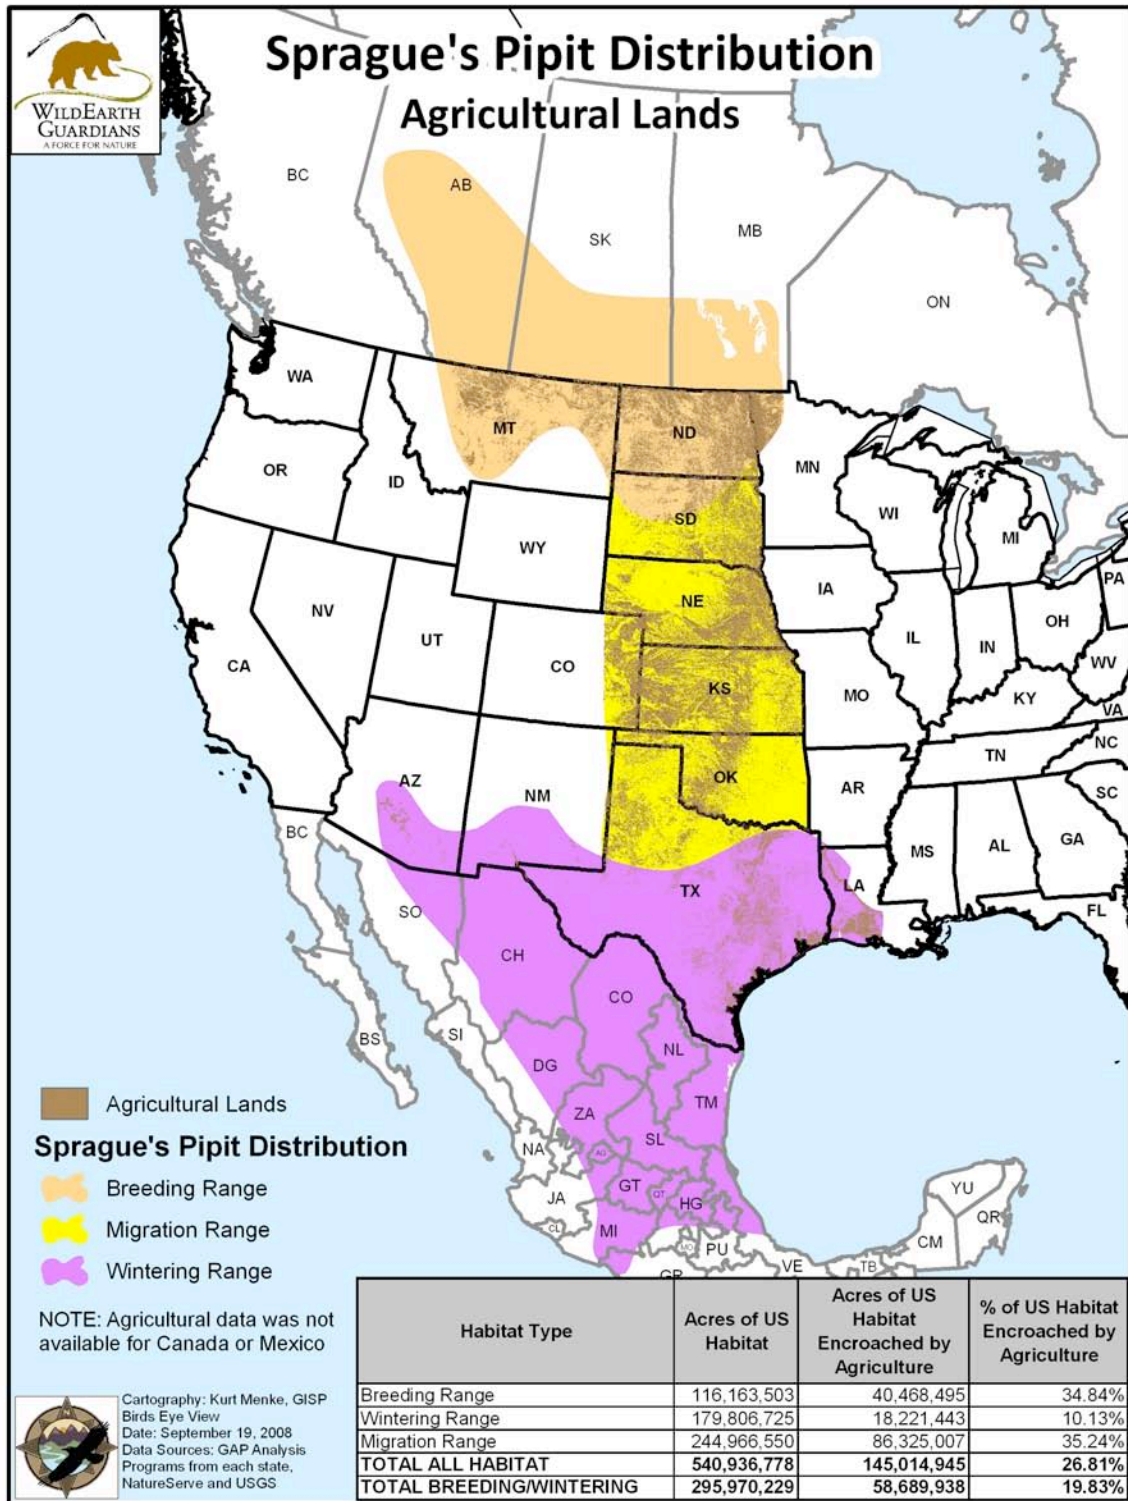 WILDEARTH
GUARDIANS
A FORCE FOR NATURE
Sprague's Pipit Distribution
Agricultural Lands
BC
AB
SK
MB
ON
WA
MT
ND
MN
OR
ID
SD
WI
MI
WY
IA
PA
NE
NV
UT
CO
IL
IN
OH
CA
KS
MO
WV
KY
VA
NC
TN
AZ
NM
OK
AR
SC
BC
MS
AL
GA
TX
LA
FL
SO
CH
CO
BS
SI
NL
DG
TM
ZA
SL
NA
AG
GT
QT
HG
JA
CL
MI
MO
PU
VE
TB
CM
YU
QR
GR
Agricultural Lands
Sprague's Pipit Distribution
Breeding Range
Migration Range
Wintering Range
NOTE: Agricultural data was not
available for Canada or Mexico
N
Cartography: Kurt Menke, GISP
Birds Eye View
Date: September 19, 2008
Data Sources: GAP Analysis
Programs from each state,
NatureServe and USGS
Habitat Type
Acres of US
Habitat
Acres of US
Habitat
Encroached by
Agriculture
% of US Habitat
Encroached by
Agriculture
Breeding Range 116,163,503 40,468,495 34.84%
Wintering Range 179,806,725 18,221,443 10.13%
Migration Range 244,966,550 86,325,007 35.24%
TOTAL ALL HABITAT 540,936,778 145,014,945 26.81%
TOTAL BREEDING/WINTERING 295,970,229 58,689,938 19.83%